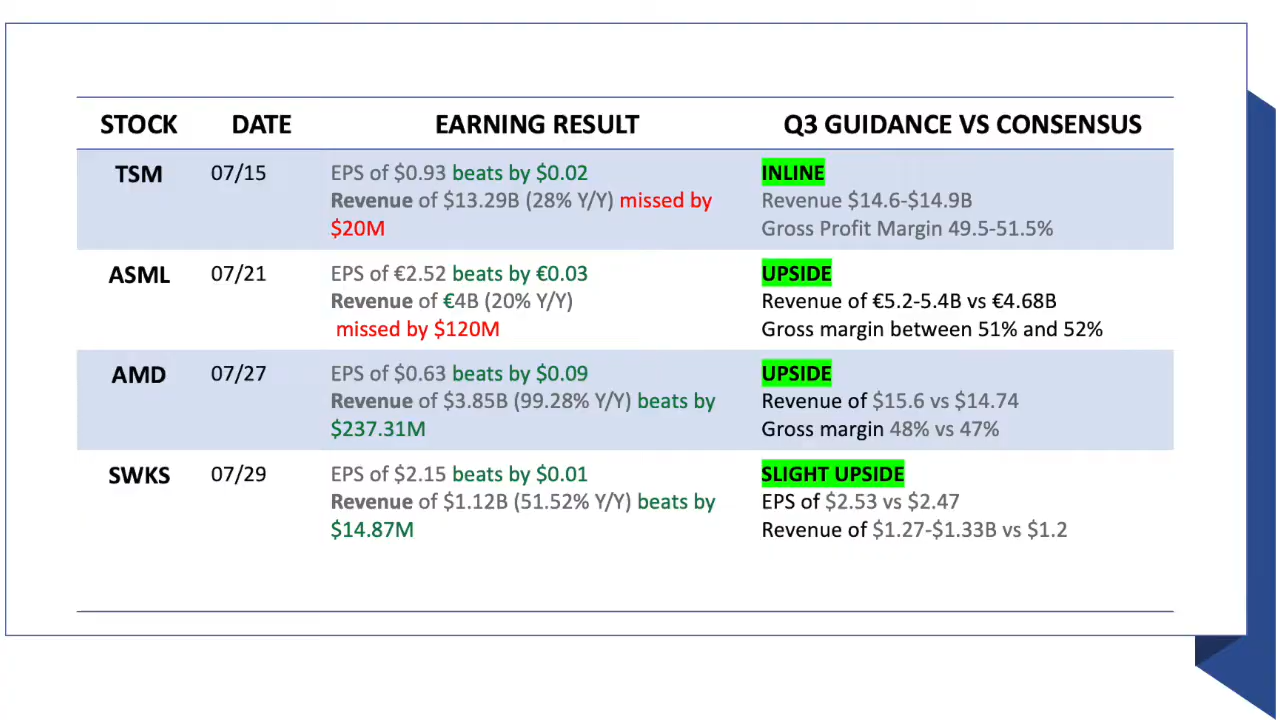 STOCK DATE EARNING RESULT Q3 GUIDANCE VS CONSENSUS
TSM 07/15 EPS of $0.93 beats by $0.02 INLINE
Revenue of $13.29B (28% Y/Y) missed by Revenue $14.6-$14.9B
$20M Gross Profit Margin 49.5-51.5%
ASML 07/21 EPS of €2.52 beats by €0.03 UPSIDE
Revenue of €4B (20% Y/Y) Revenue of €5.2-5.4B vs €4.68B
missed by $120M Gross margin between 51% and 52%
AMD 07/27 EPS of $0.63 beats by $0.09 UPSIDE
Revenue of $3.85B (99.28% Y/Y) beats by Revenue of $15.6 vs $14.74
$237.31M Gross margin 48% vs 47%
SWKS 07/29 EPS of $2.15 beats by $0.01 SLIGHT UPSIDE
Revenue of $1.12B (51.52% Y/Y) beats by EPS of $2.53 vs $2.47
$14.87M Revenue of $1.27-$1.33B vs $1.2